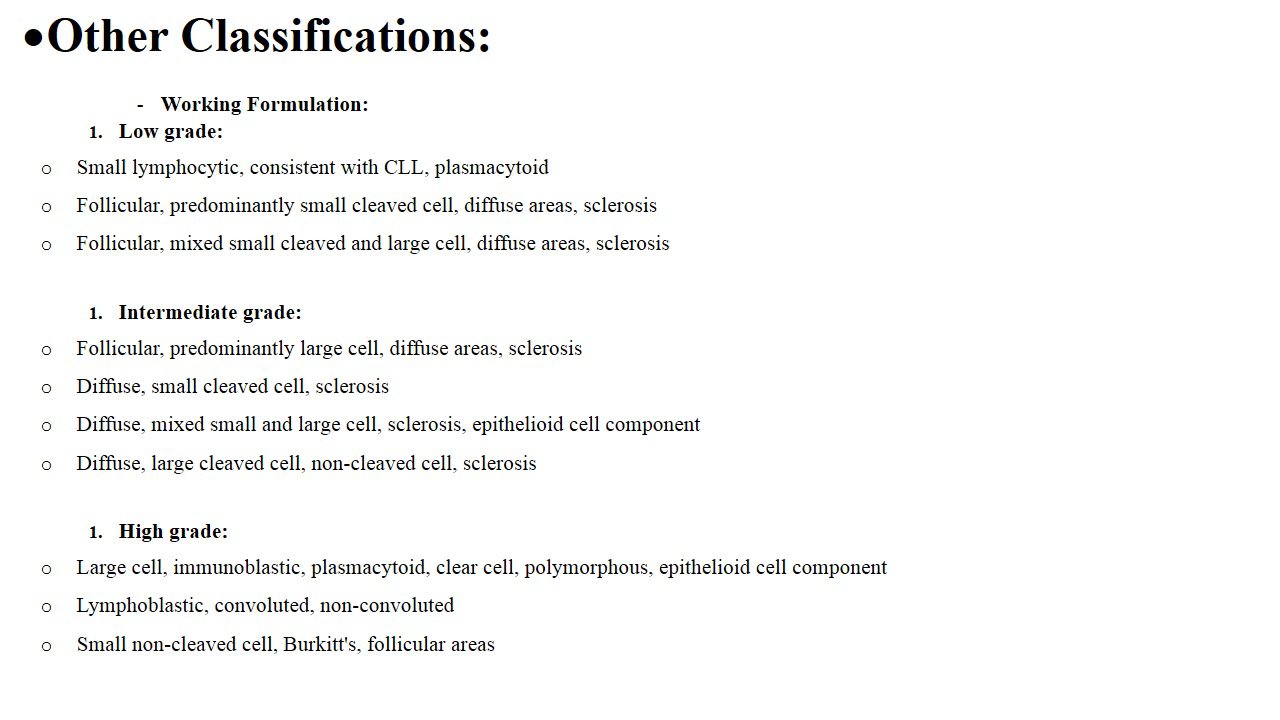 •Other Classifications:
- Working Formulation:
1. Low grade:
o Small lymphocytic, consistent with CLL, plasmacytoid
o Follicular, predominantly small cleaved cell, diffuse areas, sclerosis
o Follicular, mixed small cleaved and large cell, diffuse areas, sclerosis
1. Intermediate grade:
o Follicular, predominantly large cell, diffuse areas, sclerosis
o Diffuse, small cleaved cell, sclerosis
o Diffuse, mixed small and large cell, sclerosis, epithelioid cell component
o Diffuse, large cleaved cell, non-cleaved cell, sclerosis
1. High grade:
o Large cell, immunoblastic, plasmacytoid, clear cell, polymorphous, epithelioid cell component
o Lymphoblastic, convoluted, non-convoluted
o Small non-cleaved cell, Burkitt's, follicular areas